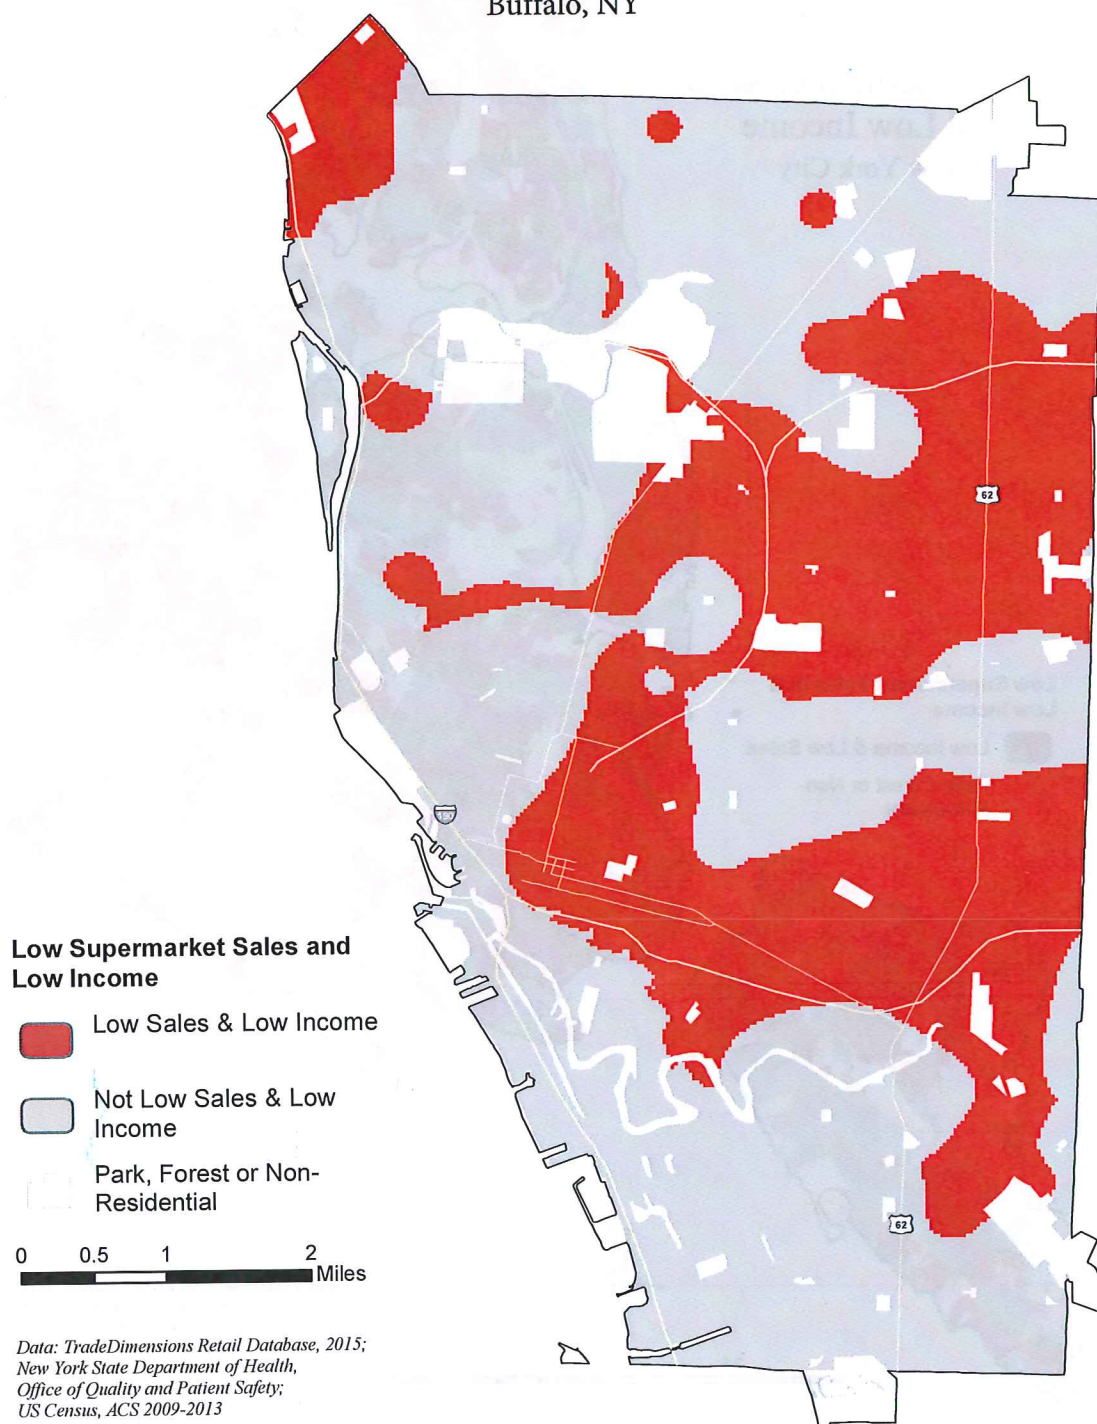 Buffalo, NY
62
62
Low Supermarket Sales and
Low Income
Low Sales & Low Income
Not Low Sales & Low
Income
Park, Forest or Non-
Residential
0 0.5 1 2
Miles
Data: TradeDimensions Retail Database, 2015;
New York State Department of Health,
Office of Quality and Patient Safety;
US Census, ACS 2009-2013